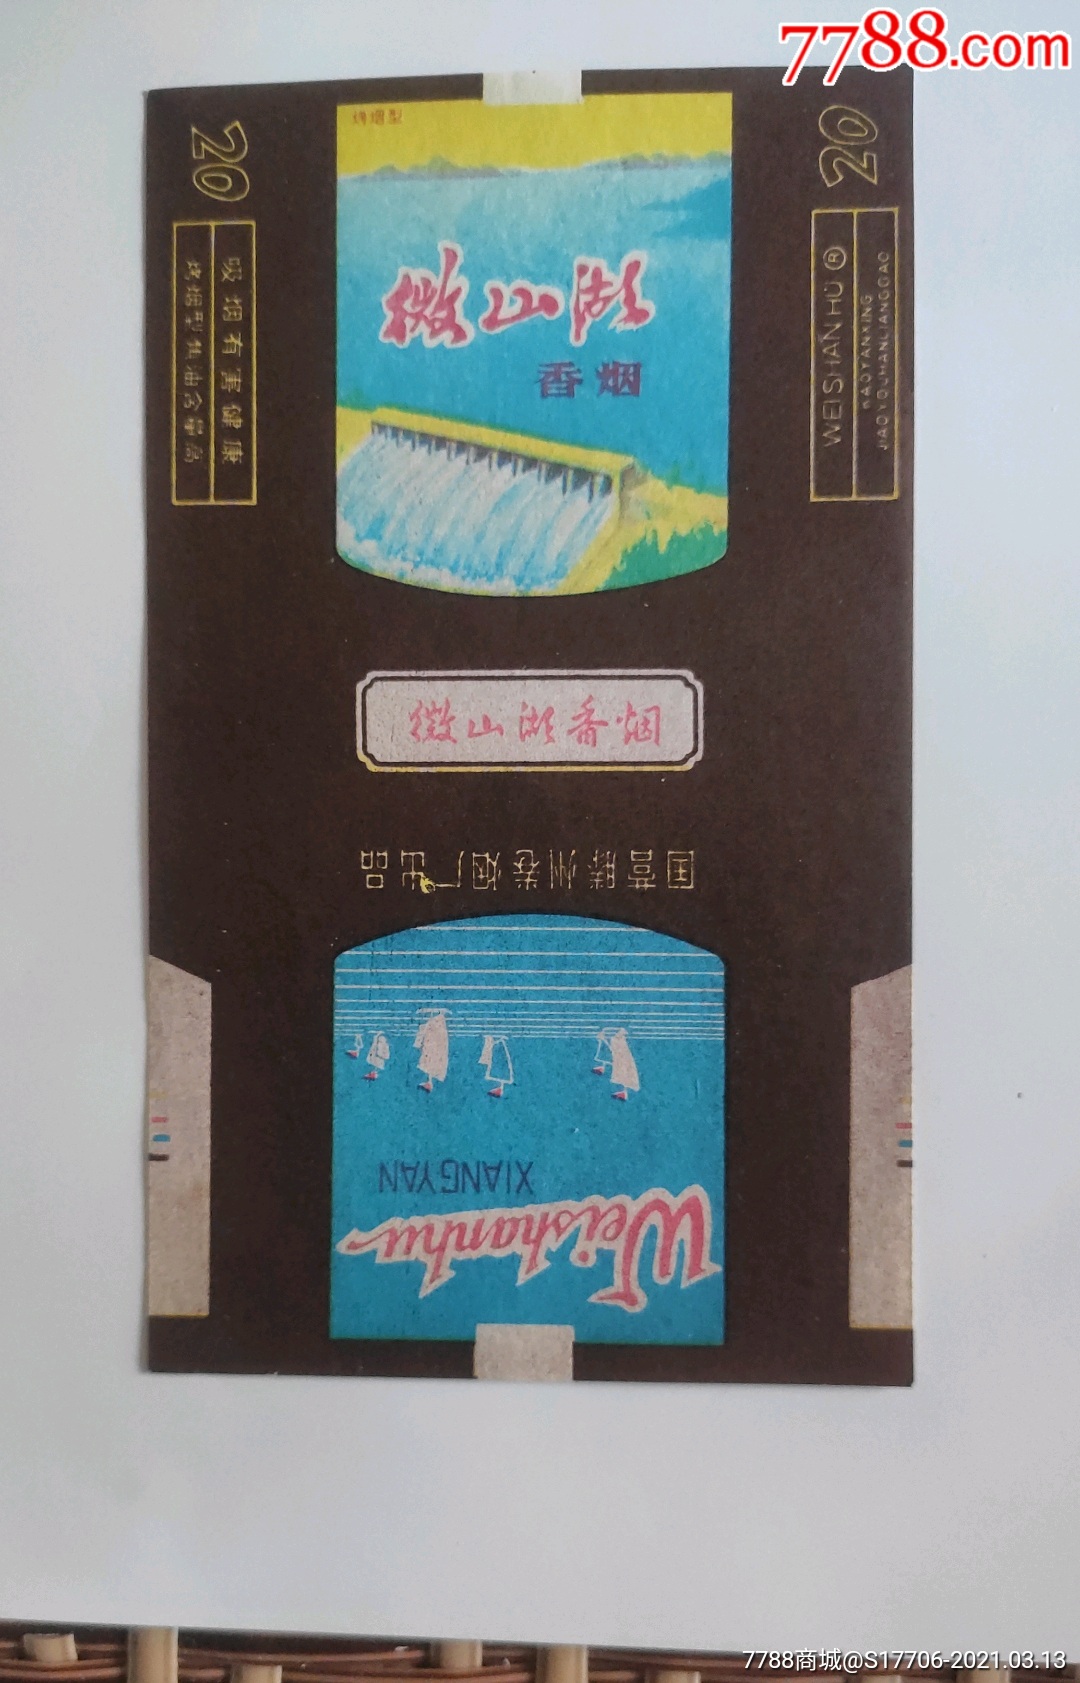 7788.com
烤烟型
微山湖
香烟
20
吸烟有害健康
烤烟型焦油含量高
20
WEISHAN HU ®
KAOYANXING
JIAOYOUHANLIANGGAO
微山湖香烟
国营滕州卷烟厂出品
Weishanhu
XIANGYAN
7788商城@S17706-2021.03.13